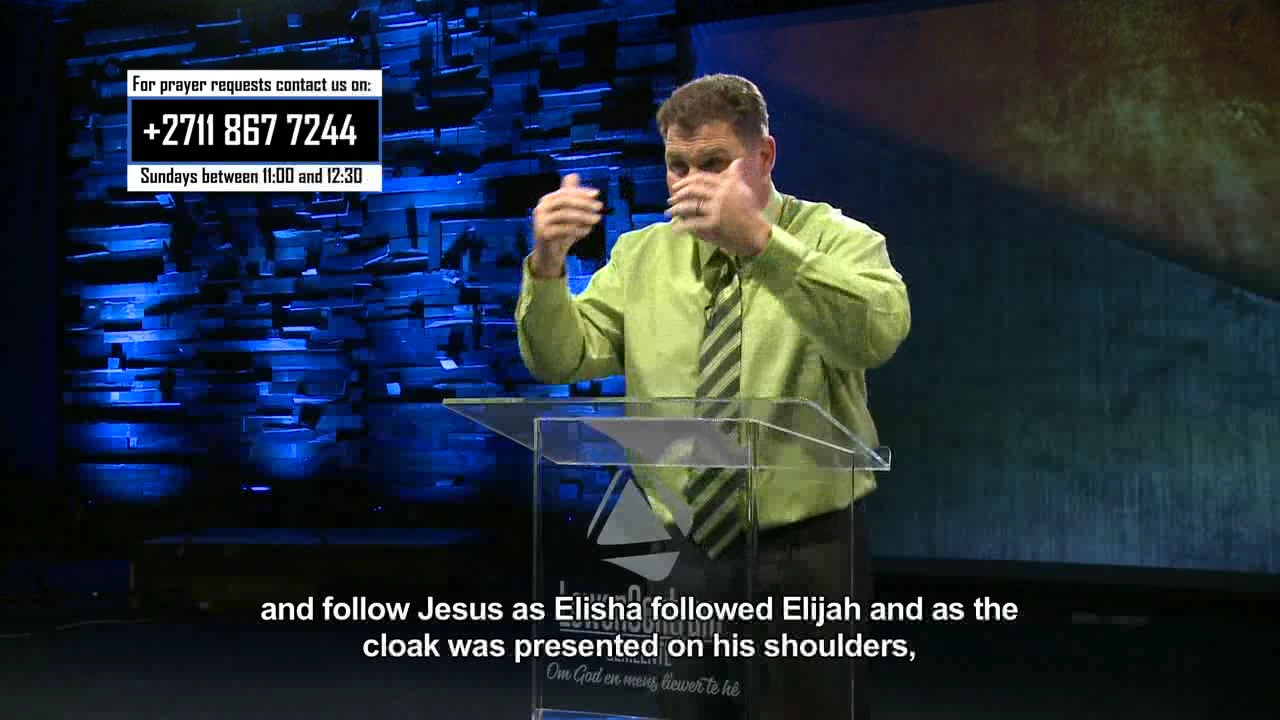 For prayer requests contact us on:
+2711 867 7244
Sundays between 11:00 and 12:30
and follow Jesus as Elisha followed Elijah and as the
cloak was presented on his shoulders,
GEMEENTE
Om God en mens liewer te hê